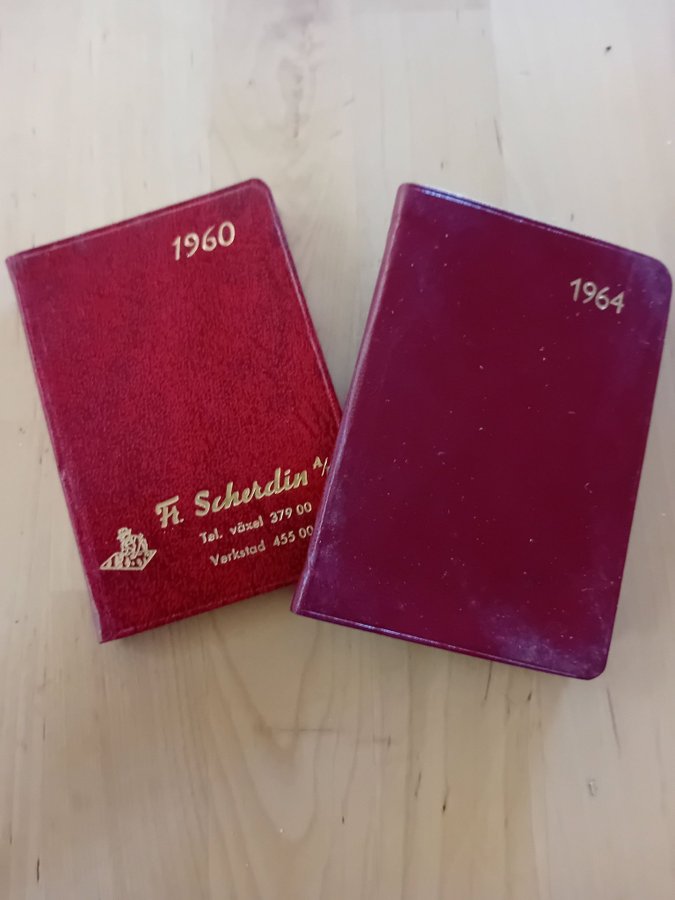 1960
Fr. Scherdin A/
Tel. växel 379 00
Verkstad 455 00
1964